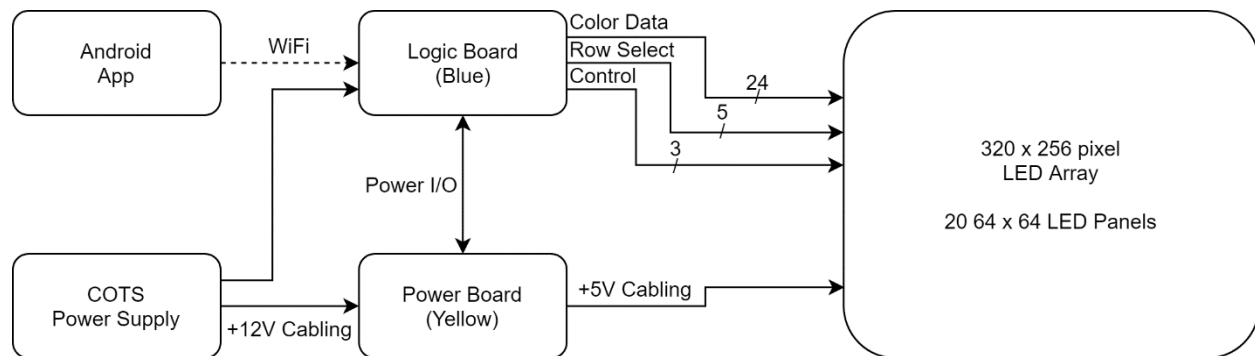 Android
App
WiFi
Logic Board
(Blue)
Color Data
Row Select
Control
24
5
3
320 x 256 pixel
LED Array
20 64 x 64 LED Panels
Power I/O
COTS
Power Supply
+12V Cabling
Power Board
(Yellow)
+5V Cabling